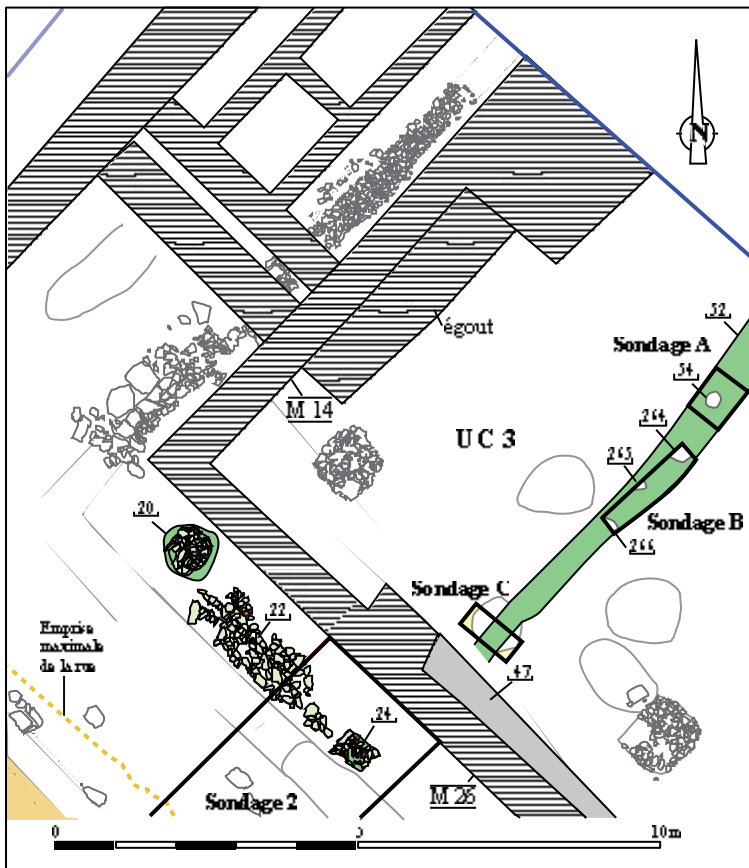 N
52
Sondage A
54
264
égout
M 14
UC 3
265
Sondage B
266
20
Sondage C
22
Emprise
maximale
de la rue
47
24
Sondage 2
M 26
0
5
10m